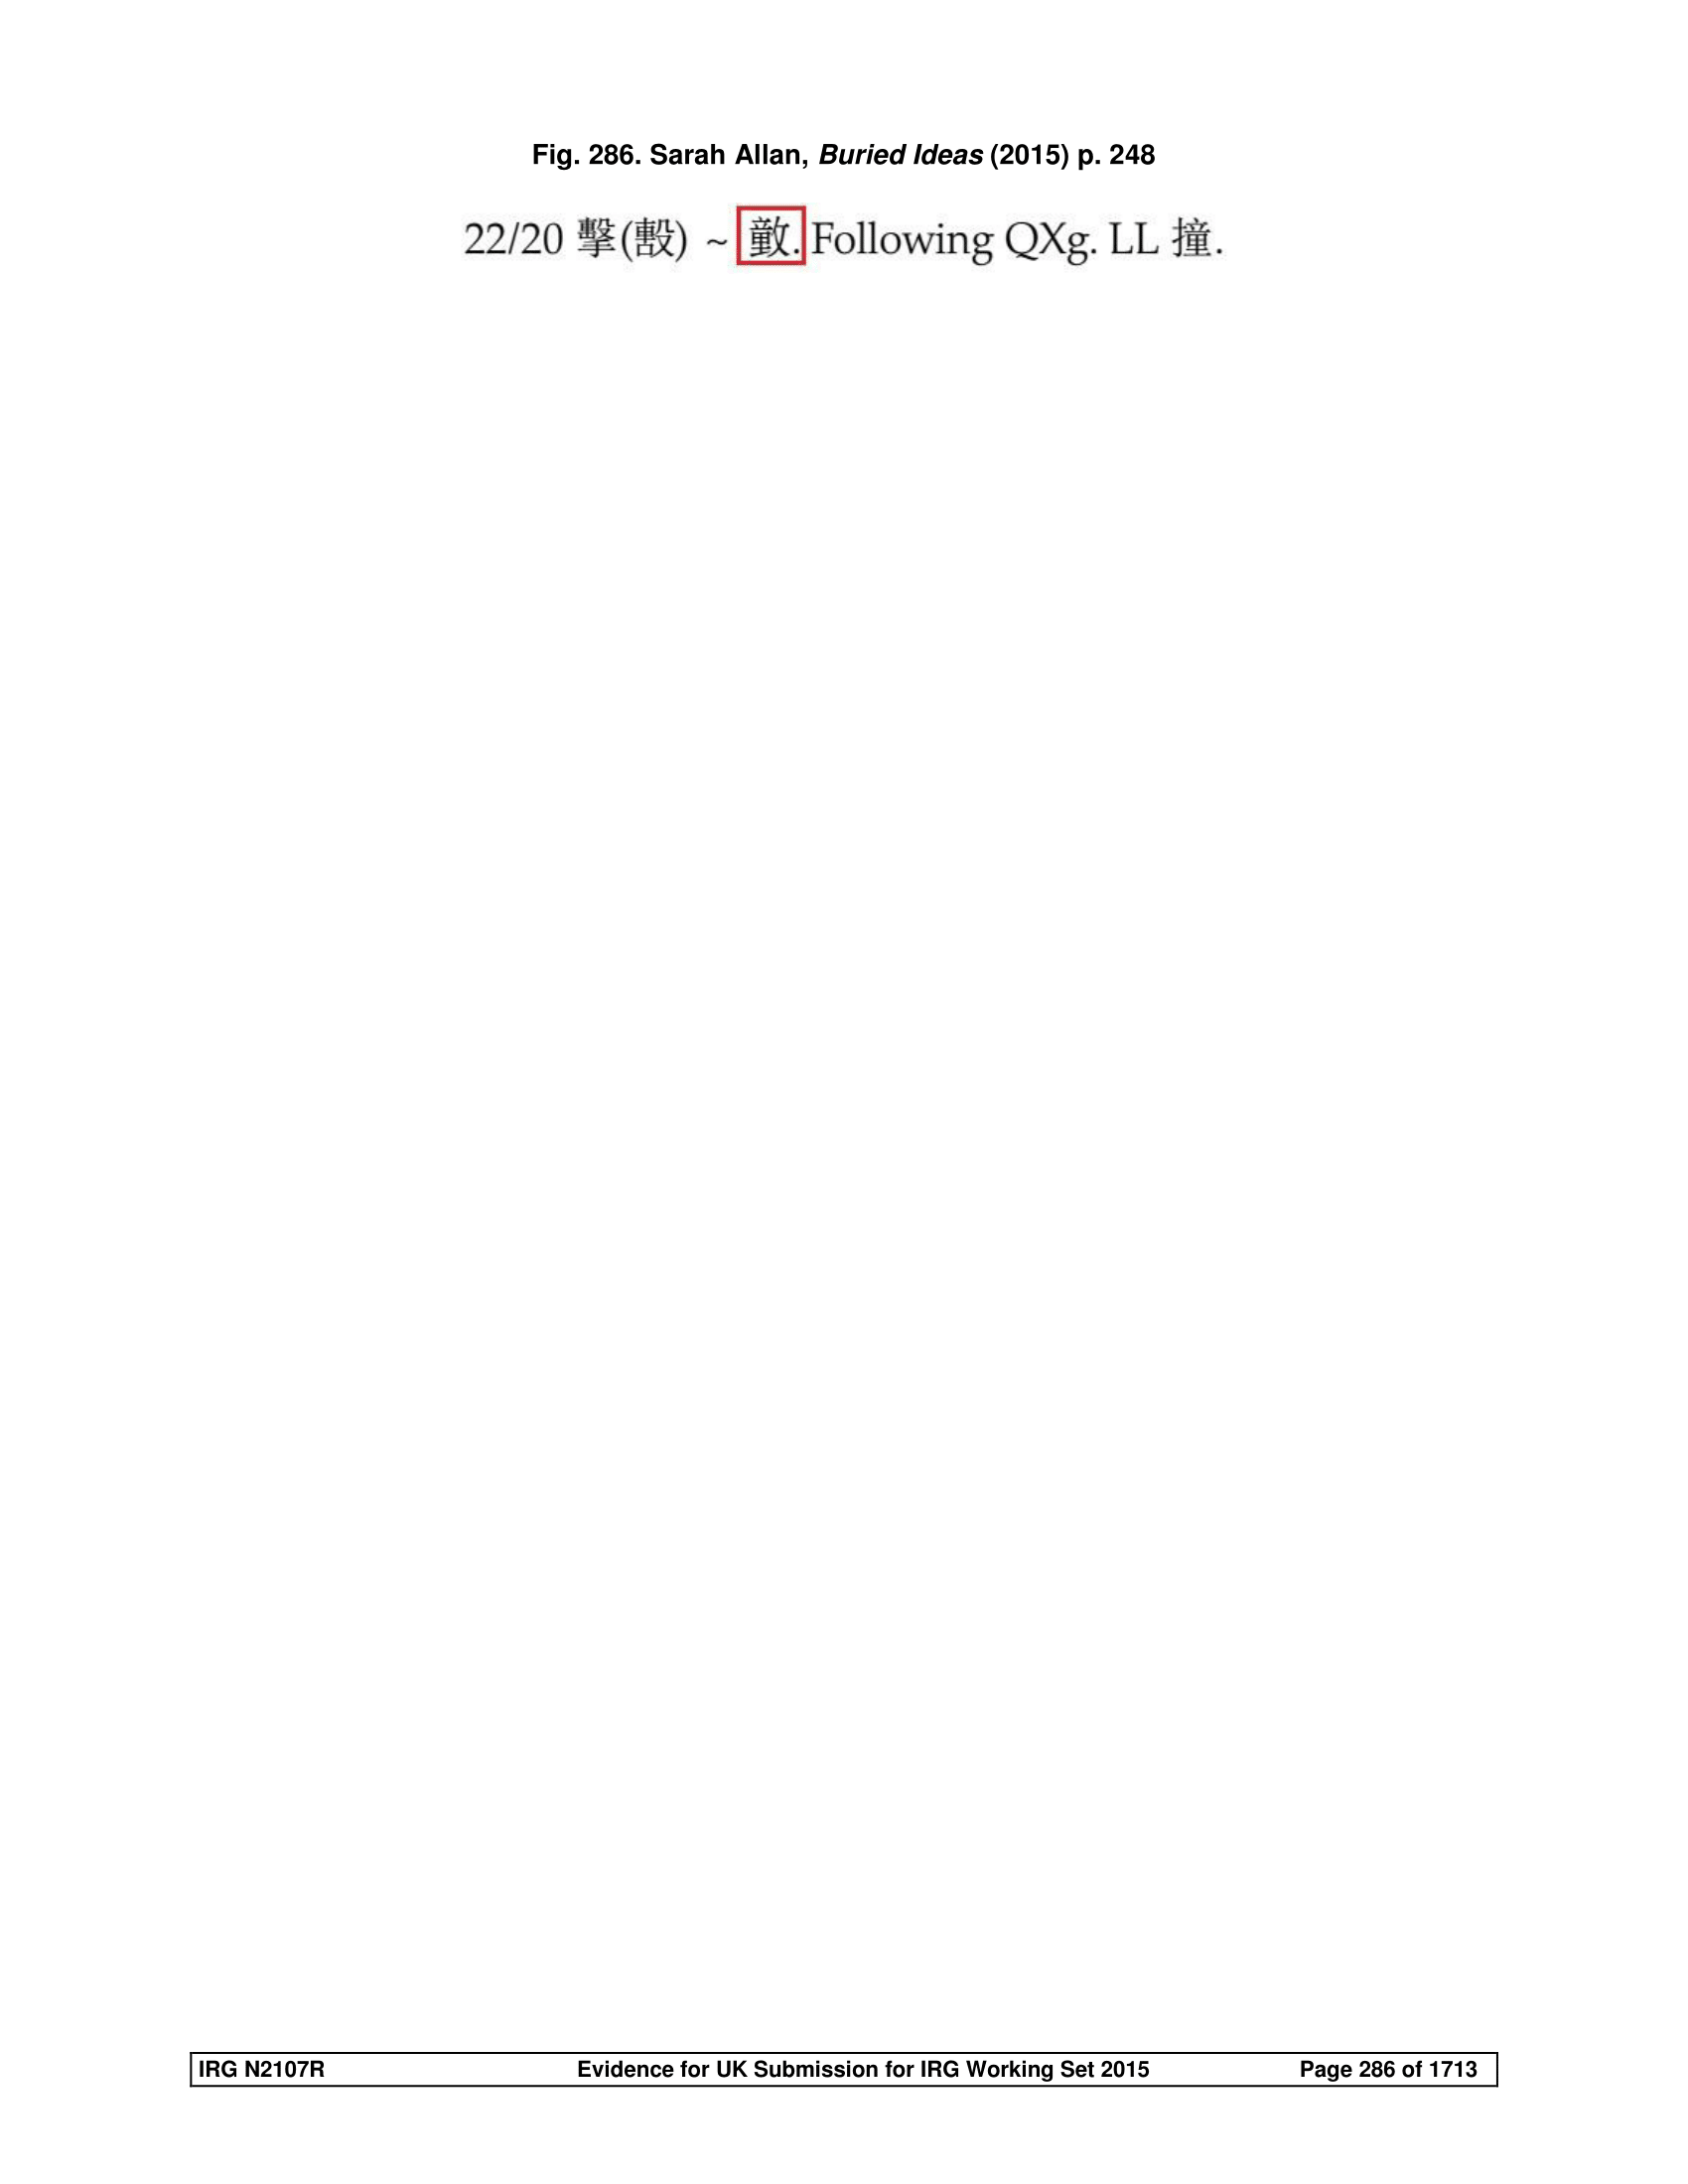 Fig. 286. Sarah Allan, Buried Ideas (2015) p. 248
22/20 擊(毄) ~ . Following QXg. LL 撞.
IRG N2107R Evidence for UK Submission for IRG Working Set 2015 Page 286 of 1713